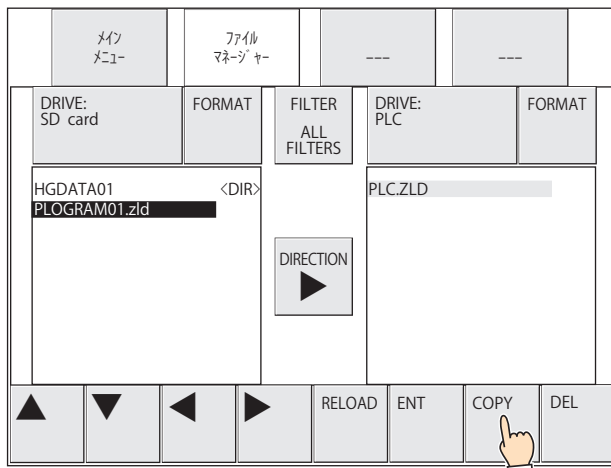 メイン
メニュー
ファイル
マネージャー
---
---
DRIVE:
SD card
FORMAT
FILTER
ALL
FILTERS
DRIVE:
PLC
FORMAT
HGDATA01 <DIR>
PLOGRAM01.zld
PLC.ZLD
DIRECTION
RELOAD
ENT
COPY
DEL